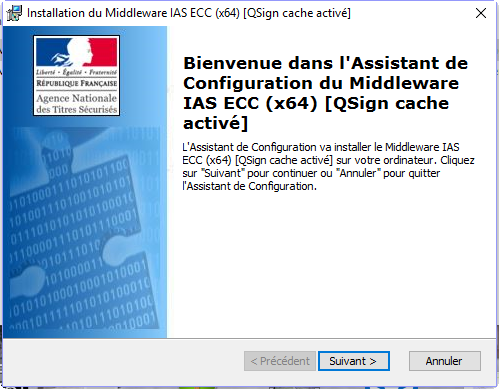 Installation du Middleware IAS ECC (x64) [QSign cache activé]
Liberté • Égalité • Fraternité
RÉPUBLIQUE FRANÇAISE
Agence Nationale
des Titres Sécurisés
Bienvenue dans l'Assistant de
Configuration du Middleware
IAS ECC (x64) [QSign cache
activé]
L'Assistant de Configuration va installer le Middleware IAS
ECC (x64) [QSign cache activé] sur votre ordinateur. Cliquez
sur "Suivant" pour continuer ou "Annuler" pour quitter
l'Assistant de Configuration.
< Précédent
Suivant >
Annuler